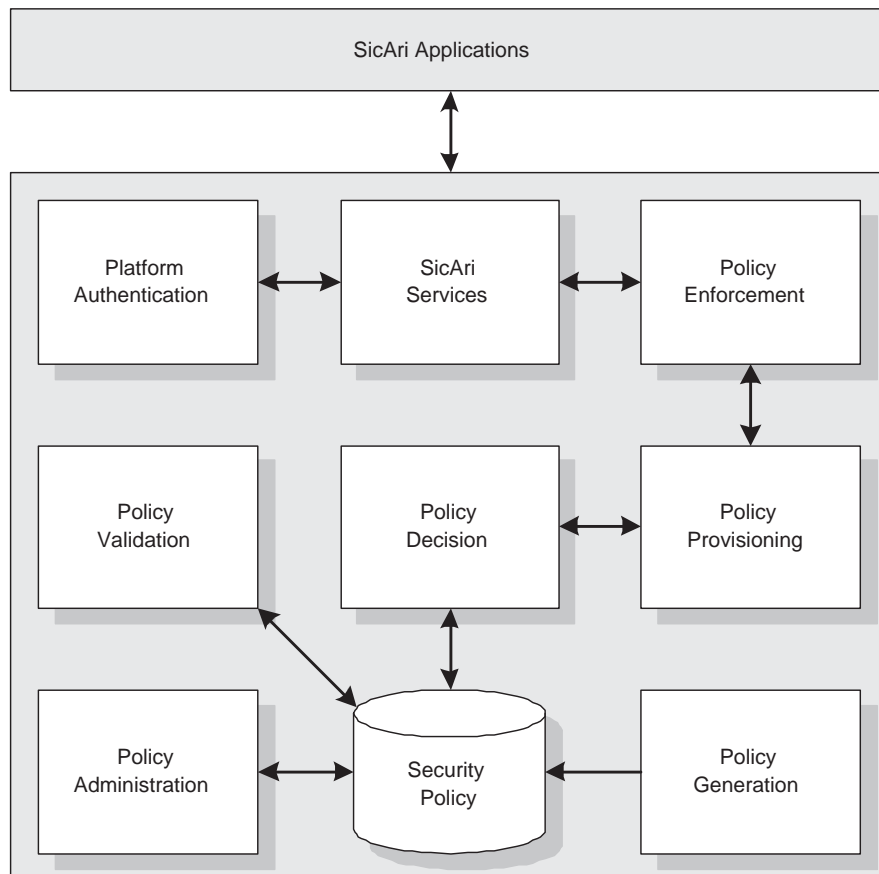 SicAri Applications
Platform
Authentication
SicAri
Services
Policy
Enforcement
Policy
Validation
Policy
Decision
Policy
Provisioning
Policy
Administration
Security
Policy
Policy
Generation